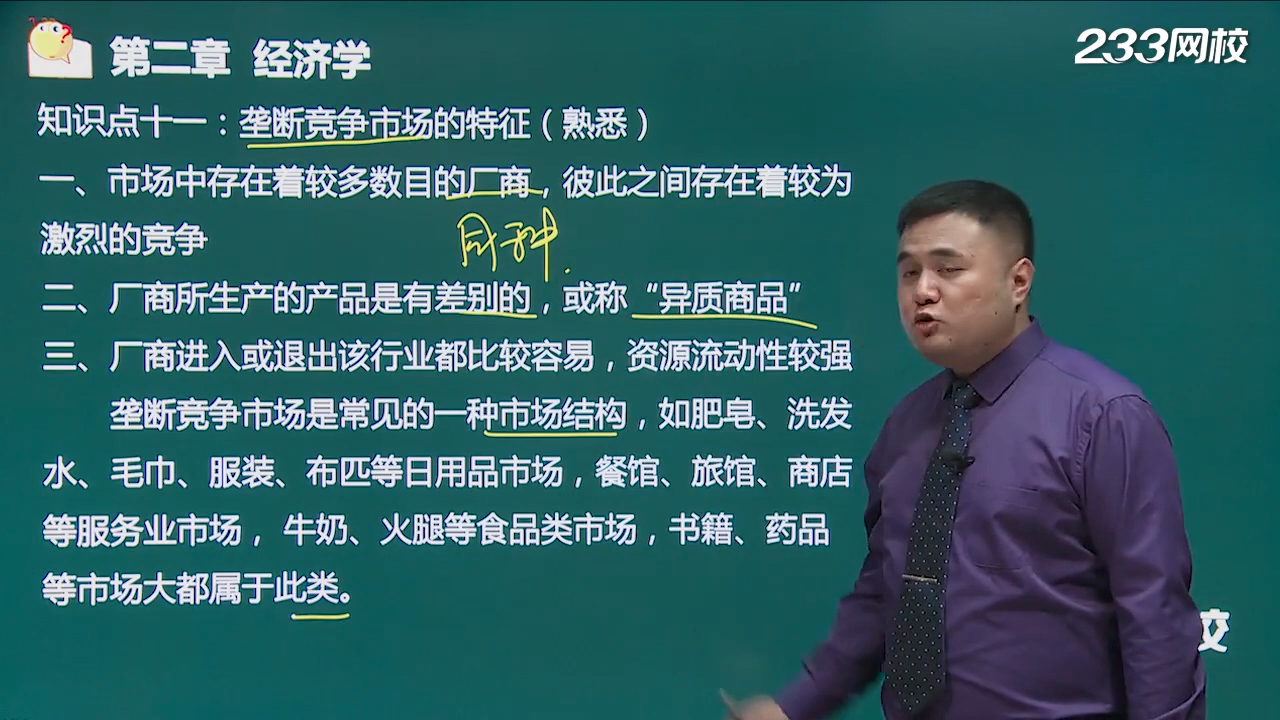 第二章 经济学
233网校
知识点十一：垄断竞争市场的特征（熟悉）
一、市场中存在着较多数目的厂商，彼此之间存在着较为
激烈的竞争
同种.
二、厂商所生产的产品是有差别的，或称“异质商品”
三、厂商进入或退出该行业都比较容易，资源流动性较强
垄断竞争市场是常见的一种市场结构，如肥皂、洗发
水、毛巾、服装、布匹等日用品市场，餐馆、旅馆、商店
等服务业市场，牛奶、火腿等食品类市场，书籍、药品
等市场大都属于此类。
校